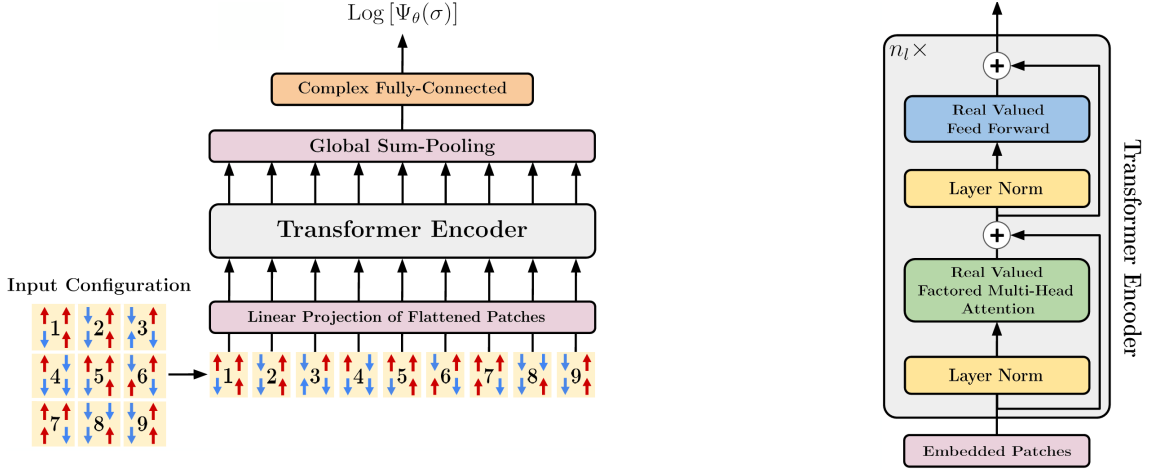 Log [Ψθ(σ)]
Complex Fully-Connected
Global Sum-Pooling
Transformer Encoder
Linear Projection of Flattened Patches
Input Configuration
1 2 3
4 5 6
7 8 9
1 2 3 4 5 6 7 8 9
nₗ×
+
Real Valued
Feed Forward
Layer Norm
+
Real Valued
Factored Multi-Head
Attention
Layer Norm
Embedded Patches
Transformer Encoder